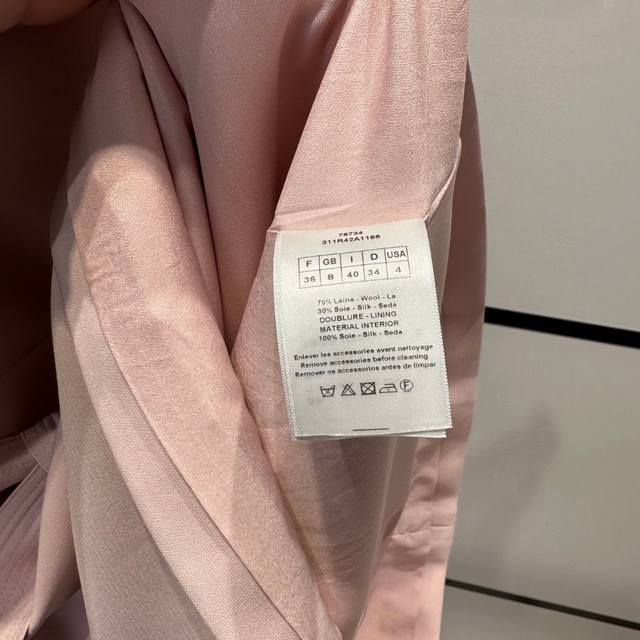 76734
311R42A1166
F GB I D USA
36 8 40 34 4
70% Laine - Wool - La
30% Soie - Silk - Seda
DOUBLURE - LINING
MATERIAL INTERIOR
100% Soie - Silk - Seda
Enlever les accessoires avant nettoyage
Remove accessories before cleaning
Remover os accesorios antes de limpar